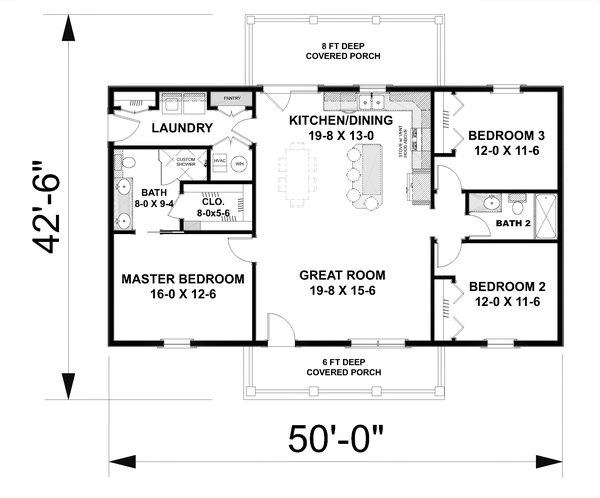 8 FT DEEP
COVERED PORCH
PANTRY
LAUNDRY
KITCHEN/DINING
19-8 X 13-0
STOVE w/ VENT
HOOD ABOVE
BEDROOM 3
12-0 X 11-6
CUSTOM
SHOWER
HVAC
WH
BATH
8-0 X 9-4
CLO.
8-0x5-6
BATH 2
42'-6"
MASTER BEDROOM
16-0 X 12-6
GREAT ROOM
19-8 X 15-6
BEDROOM 2
12-0 X 11-6
6 FT DEEP
COVERED PORCH
50'-0"